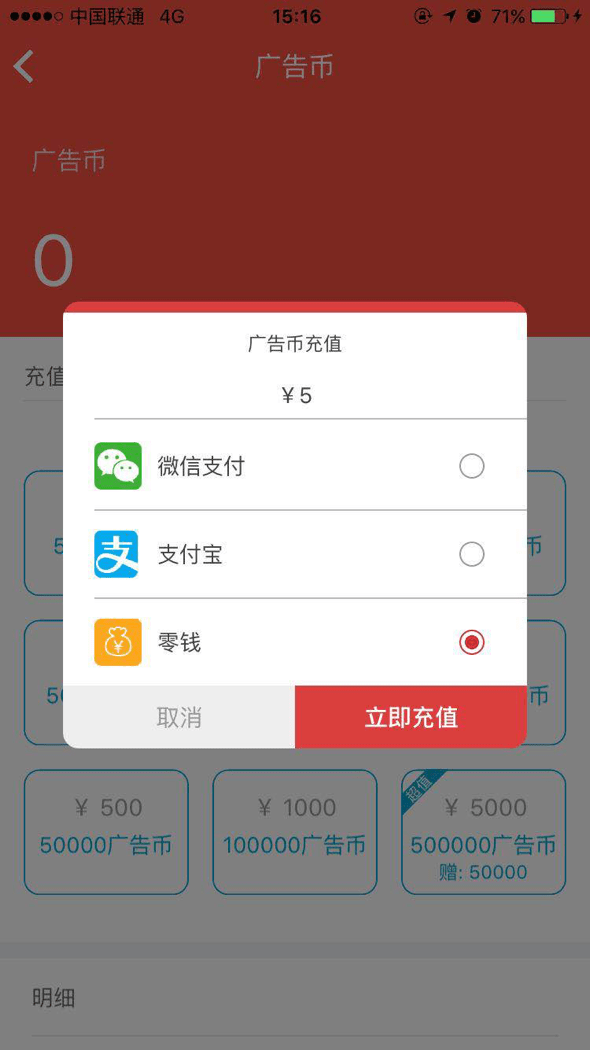 中国联通 4G 15:16 71%
广告币
广告币
0
广告币充值
¥5
充值
微信支付
支付宝
支
零钱
取消 立即充值
币
币
¥ 500 ¥ 1000 超值 ¥ 5000
50000广告币 100000广告币 500000广告币
赠: 50000
明细